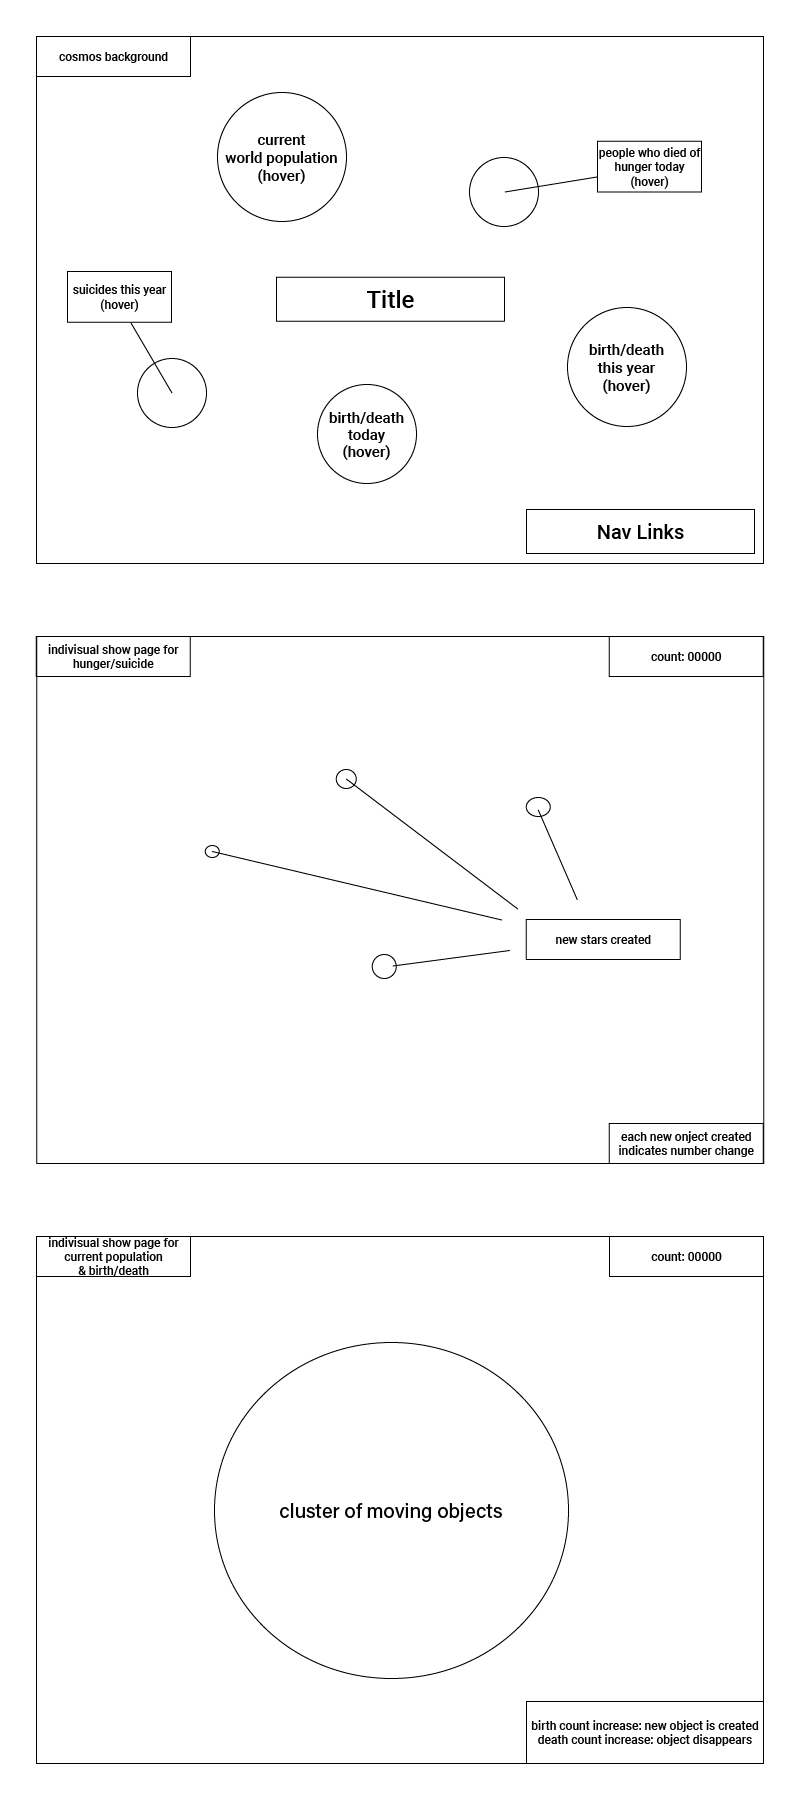 cosmos background
current
world population
(hover)
people who died of
hunger today
(hover)
suicides this year
(hover)
Title
birth/death
this year
(hover)
birth/death
today
(hover)
Nav Links
indivisual show page for
hunger/suicide
count: 00000
new stars created
each new onject created
indicates number change
indivisual show page for
current population
& birth/death
count: 00000
cluster of moving objects
birth count increase: new object is created
death count increase: object disappears